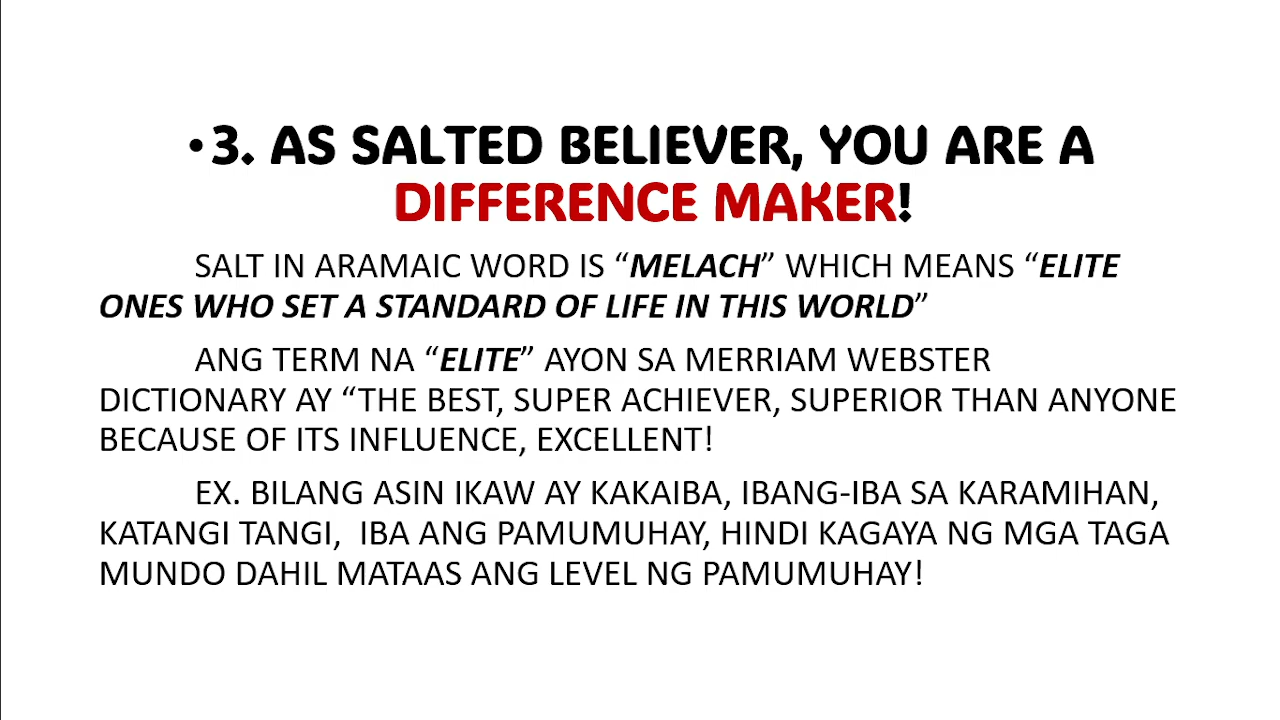 • 3. AS SALTED BELIEVER, YOU ARE A
DIFFERENCE MAKER!
SALT IN ARAMAIC WORD IS “MELACH” WHICH MEANS “ELITE
ONES WHO SET A STANDARD OF LIFE IN THIS WORLD”
ANG TERM NA “ELITE” AYON SA MERRIAM WEBSTER
DICTIONARY AY “THE BEST, SUPER ACHIEVER, SUPERIOR THAN ANYONE
BECAUSE OF ITS INFLUENCE, EXCELLENT!
EX. BILANG ASIN IKAW AY KAKAIBA, IBANG-IBA SA KARAMIHAN,
KATANGI TANGI, IBA ANG PAMUMUHAY, HINDI KAGAYA NG MGA TAGA
MUNDO DAHIL MATAAS ANG LEVEL NG PAMUMUHAY!